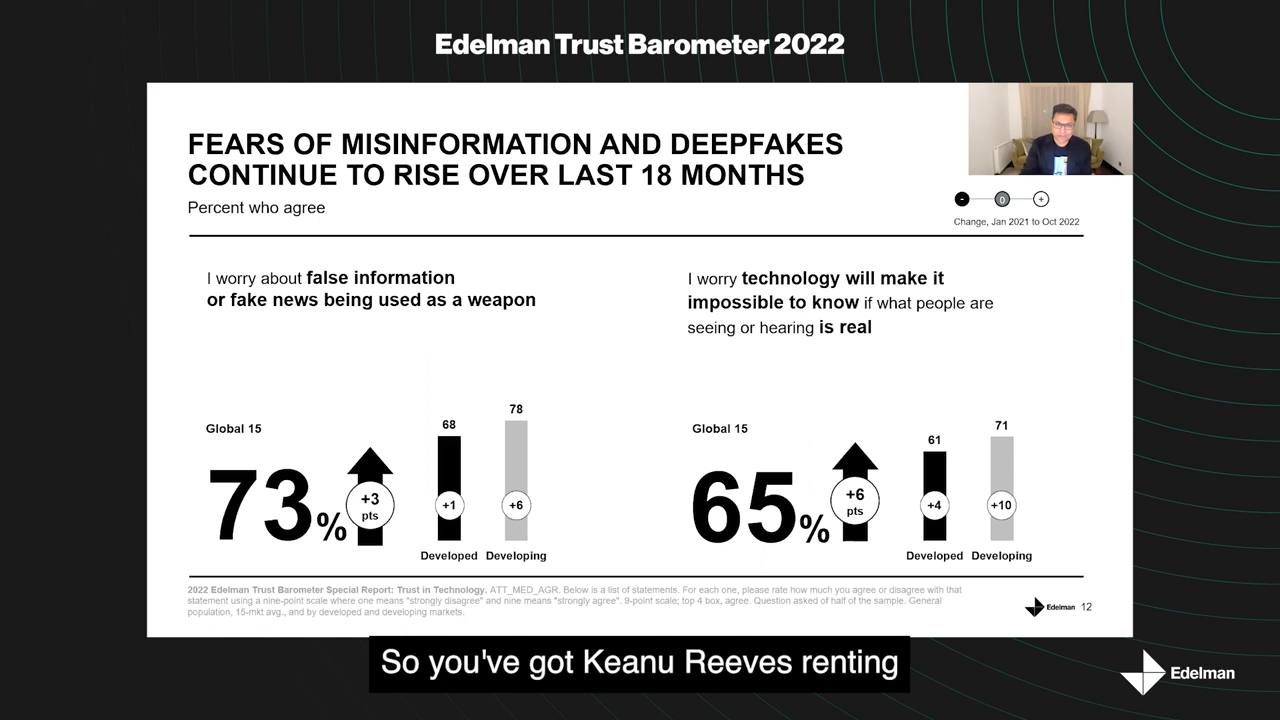 Edelman Trust Barometer 2022
FEARS OF MISINFORMATION AND DEEPFAKES
CONTINUE TO RISE OVER LAST 18 MONTHS
Percent who agree
- 0 +
Change, Jan 2021 to Oct 2022
I worry about false information
or fake news being used as a weapon
Global 15
73%
+3
pts
68
78
+1
+6
Developed Developing
I worry technology will make it
impossible to know if what people are
seeing or hearing is real
Global 15
65%
+6
pts
61
71
+4
+10
Developed Developing
2022 Edelman Trust Barometer Special Report: Trust in Technology. ATT_MED_AGR. Below is a list of statements. For each one, please rate how much you agree or disagree with that
statement using a nine-point scale where one means "strongly disagree" and nine means "strongly agree". 9-point scale; top 4 box, agree. Question asked of half of the sample. General
population, 15-mkt avg., and by developed and developing markets.
Edelman 12
So you've got Keanu Reeves renting
Edelman